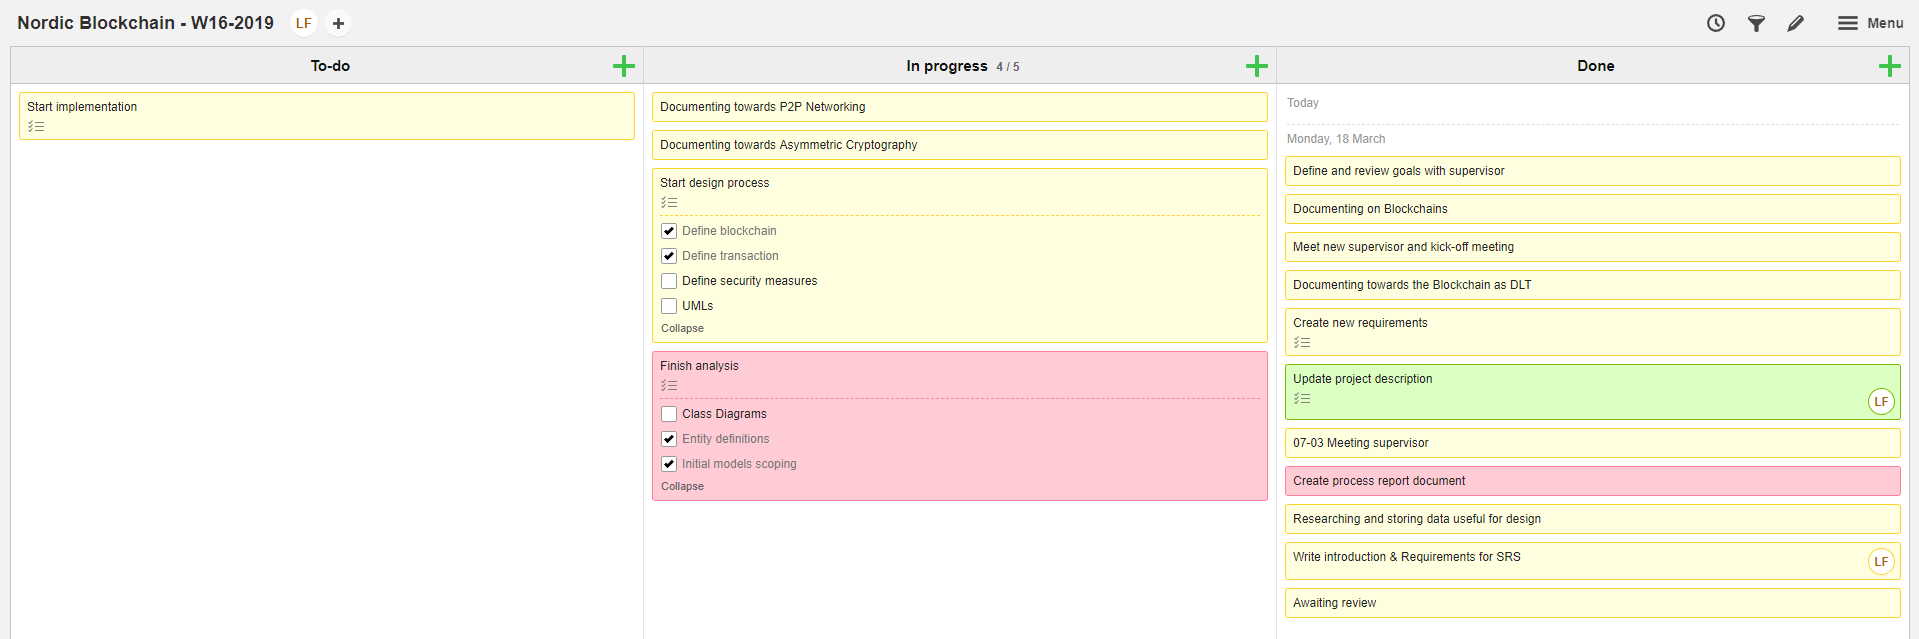 Nordic Blockchain - W16-2019
LF
Menu
To-do
Start implementation
In progress 4 / 5
Documenting towards P2P Networking
Documenting towards Asymmetric Cryptography
Start design process
Define blockchain
Define transaction
Define security measures
UMLs
Collapse
Finish analysis
Class Diagrams
Entity definitions
Initial models scoping
Collapse
Done
Today
Monday, 18 March
Define and review goals with supervisor
Documenting on Blockchains
Meet new supervisor and kick-off meeting
Documenting towards the Blockchain as DLT
Create new requirements
Update project description
LF
07-03 Meeting supervisor
Create process report document
Researching and storing data useful for design
Write introduction & Requirements for SRS
LF
Awaiting review